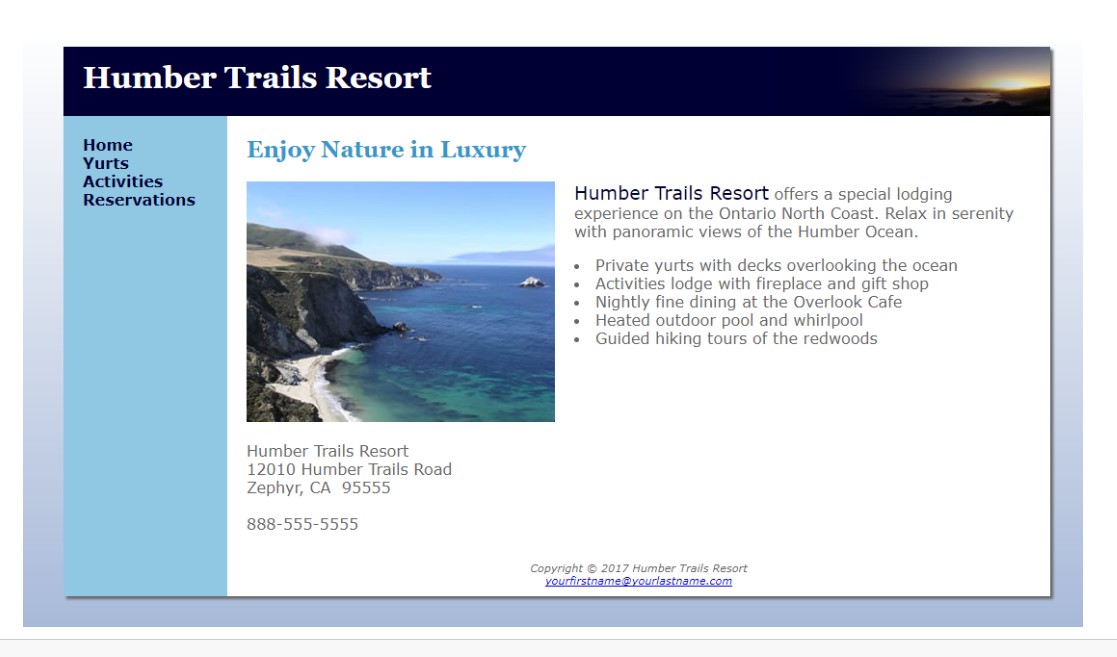 Humber Trails Resort
Home
Yurts
Activities
Reservations
Enjoy Nature in Luxury
Humber Trails Resort offers a special lodging
experience on the Ontario North Coast. Relax in serenity
with panoramic views of the Humber Ocean.
• Private yurts with decks overlooking the ocean
• Activities lodge with fireplace and gift shop
• Nightly fine dining at the Overlook Cafe
• Heated outdoor pool and whirlpool
• Guided hiking tours of the redwoods
Humber Trails Resort
12010 Humber Trails Road
Zephyr, CA  95555
888-555-5555
Copyright © 2017 Humber Trails Resort
yourfirstname@yourlastname.com